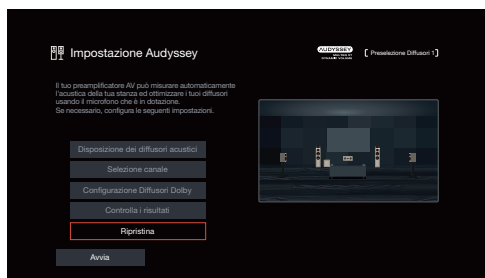 Impostazione Audyssey
AUDYSSEY
[ Preselezione Diffusori 1 ]
Il tuo preamplificatore AV può misurare automaticamente
l'acustica della tua stanza ed ottimizzare i tuoi diffusori
usando il microfono che è in dotazione.
Se necessario, configura le seguenti impostazioni.
Disposizione dei diffusori acustici
Selezione canale
Configurazione Diffusori Dolby
Controlla i risultati
Ripristina
Avvia